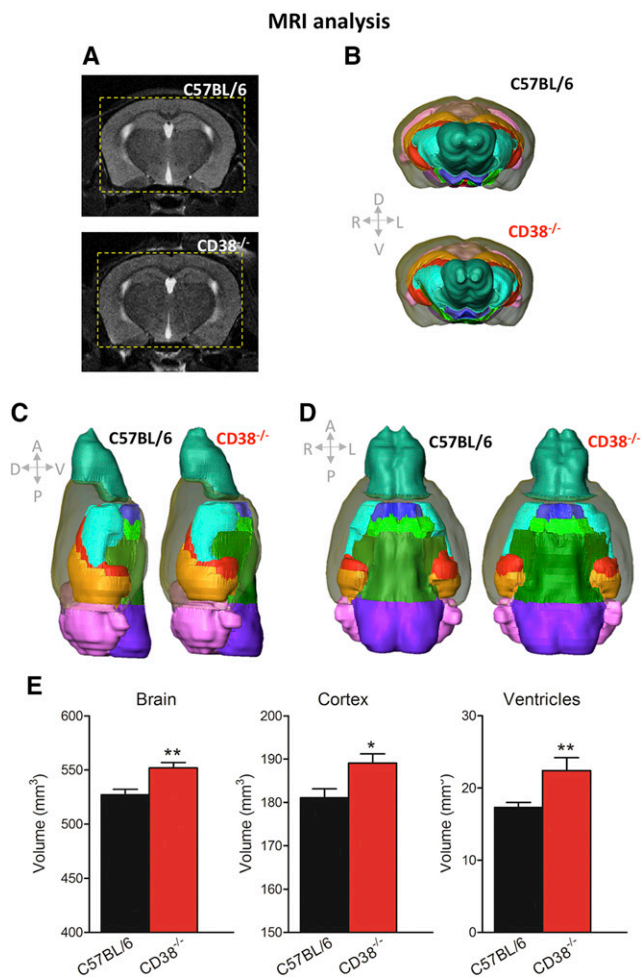 MRI analysis
A
C57BL/6
CD38-/-
B
C57BL/6
D
R L
V
CD38-/-
C
A
D V
P
C57BL/6
CD38-/-
D
A
R L
P
C57BL/6
CD38-/-
E
Brain
Volume (mm³)
600
550
500
450
400
**
C57BL/6
CD38-/-
Cortex
Volume (mm³)
200
190
180
170
160
150
*
C57BL/6
CD38-/-
Ventricles
Volume (mm³)
30
20
10
0
**
C57BL/6
CD38-/-